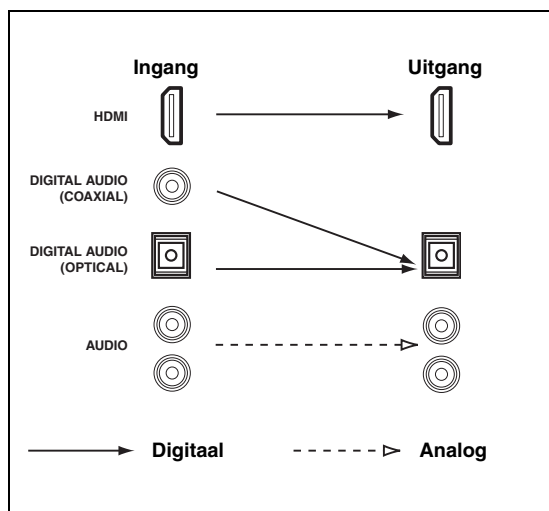 Ingang Uitgang
HDMI
DIGITAL AUDIO
(COAXIAL)
DIGITAL AUDIO
(OPTICAL)
AUDIO
Digitaal Analog